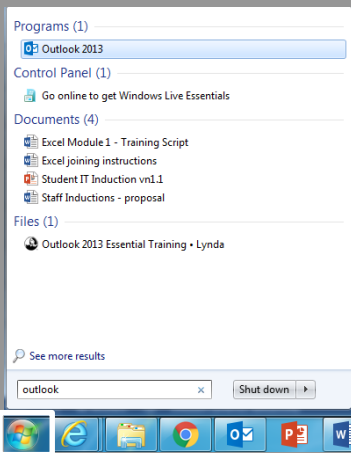 Programs (1)
Outlook 2013
Control Panel (1)
Go online to get Windows Live Essentials
Documents (4)
Excel Module 1 - Training Script
Excel joining instructions
Student IT Induction vn1.1
Staff Inductions - proposal
Files (1)
Outlook 2013 Essential Training • Lynda
See more results
outlook × Shut down